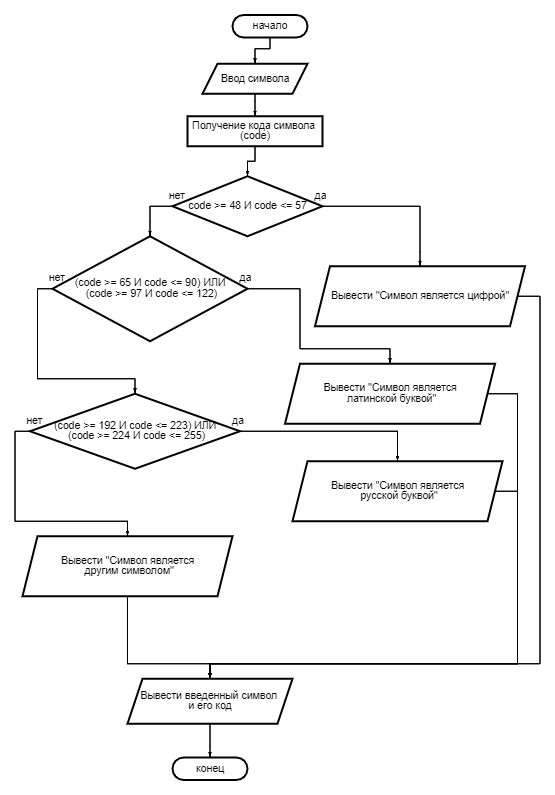 начало
Ввод символа
Получение кода символа
(code)
нет
да
code >= 48 И code <= 57
нет
да
(code >= 65 И code <= 90) ИЛИ
(code >= 97 И code <= 122)
Вывести "Символ является цифрой"
Вывести "Символ является
латинской буквой"
нет
да
(code >= 192 И code <= 223) ИЛИ
(code >= 224 И code <= 255)
Вывести "Символ является
русской буквой"
Вывести "Символ является
другим символом"
Вывести введенный символ
и его код
конец